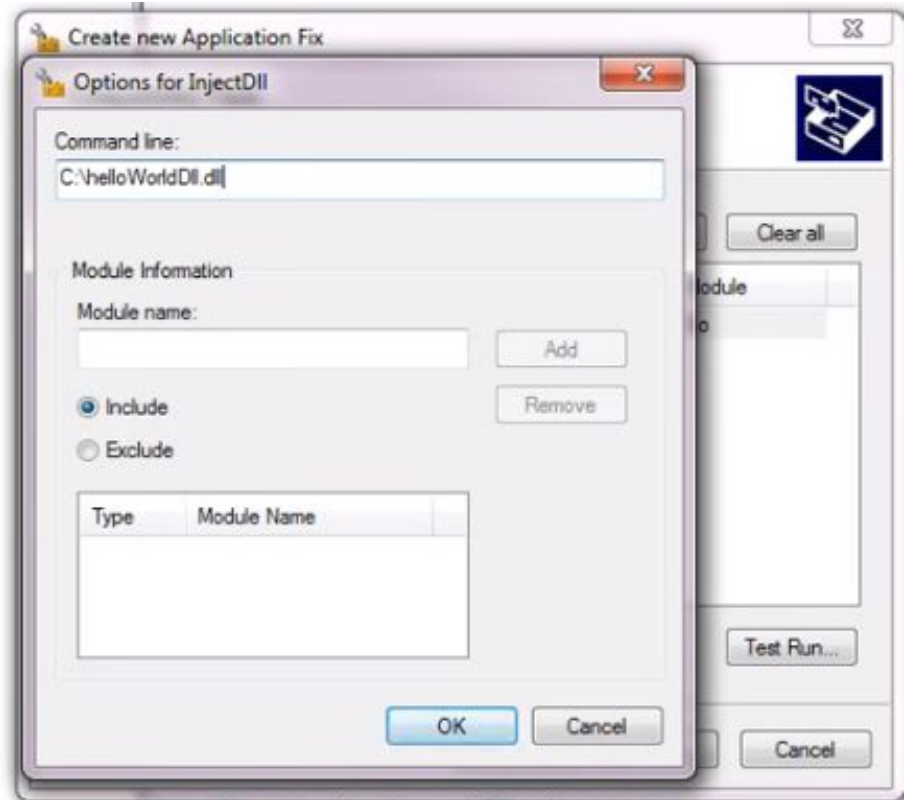 Create new Application Fix
Options for InjectDll
Command line:
C:\helloWorldDll.dll
Clear all
Module Information
Module name:
Add
Include
Remove
Exclude
Type Module Name
Test Run...
OK Cancel
Cancel